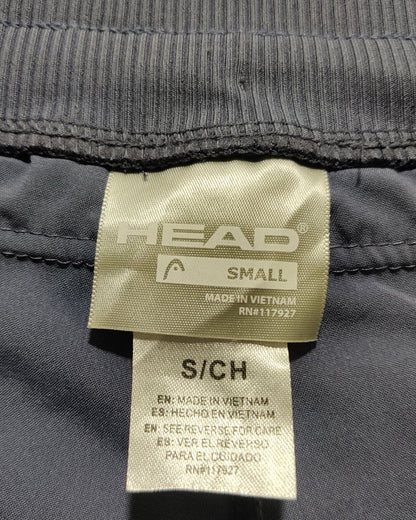 HEAD®
SMALL
MADE IN VIETNAM
RN#117927
S/CH
EN: MADE IN VIETNAM
ES: HECHO EN VIETNAM
EN: SEE REVERSE FOR CARE
ES: VER EL REVERSO
PARA EL CUIDADO
RN#117927